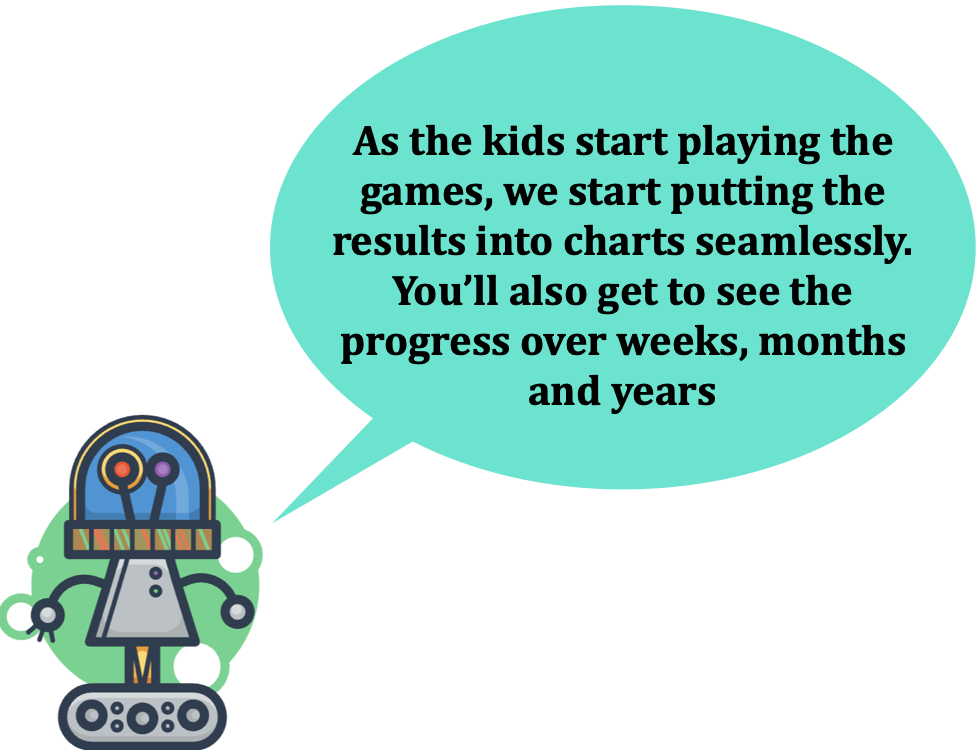 As the kids start playing the
games, we start putting the
results into charts seamlessly.
You’ll also get to see the
progress over weeks, months
and years